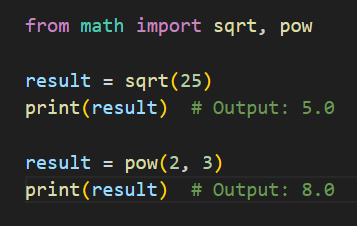 from math import sqrt, pow
result = sqrt(25)
print(result)  # Output: 5.0
result = pow(2, 3)
print(result)  # Output: 8.0